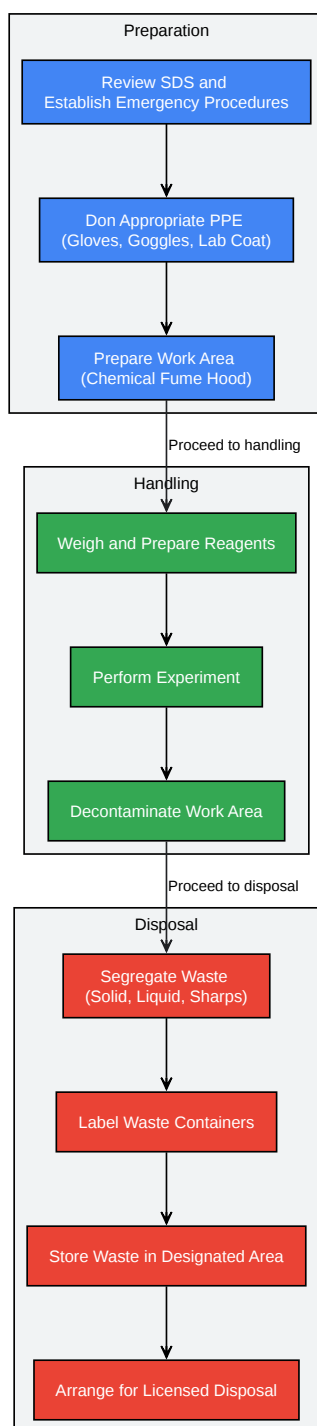 Preparation
Review SDS and
Establish Emergency Procedures
Don Appropriate PPE
(Gloves, Goggles, Lab Coat)
Prepare Work Area
(Chemical Fume Hood)
Proceed to handling
Handling
Weigh and Prepare Reagents
Perform Experiment
Decontaminate Work Area
Proceed to disposal
Disposal
Segregate Waste
(Solid, Liquid, Sharps)
Label Waste Containers
Store Waste in Designated Area
Arrange for Licensed Disposal